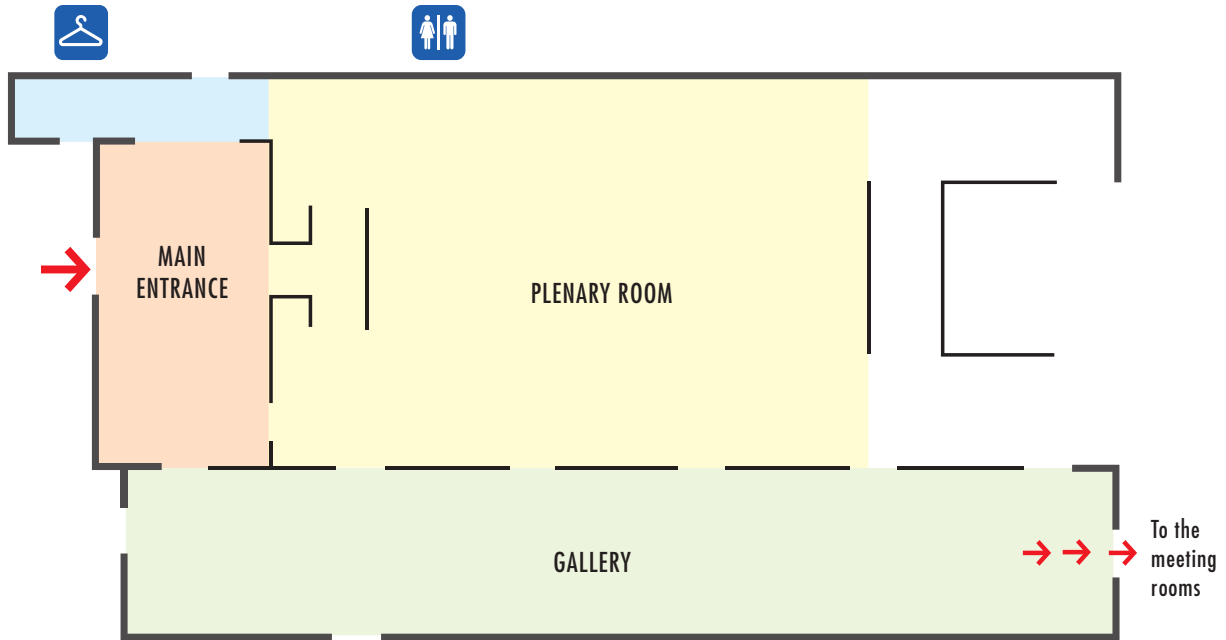 MAIN
ENTRANCE
PLENARY ROOM
GALLERY
To the
meeting
rooms